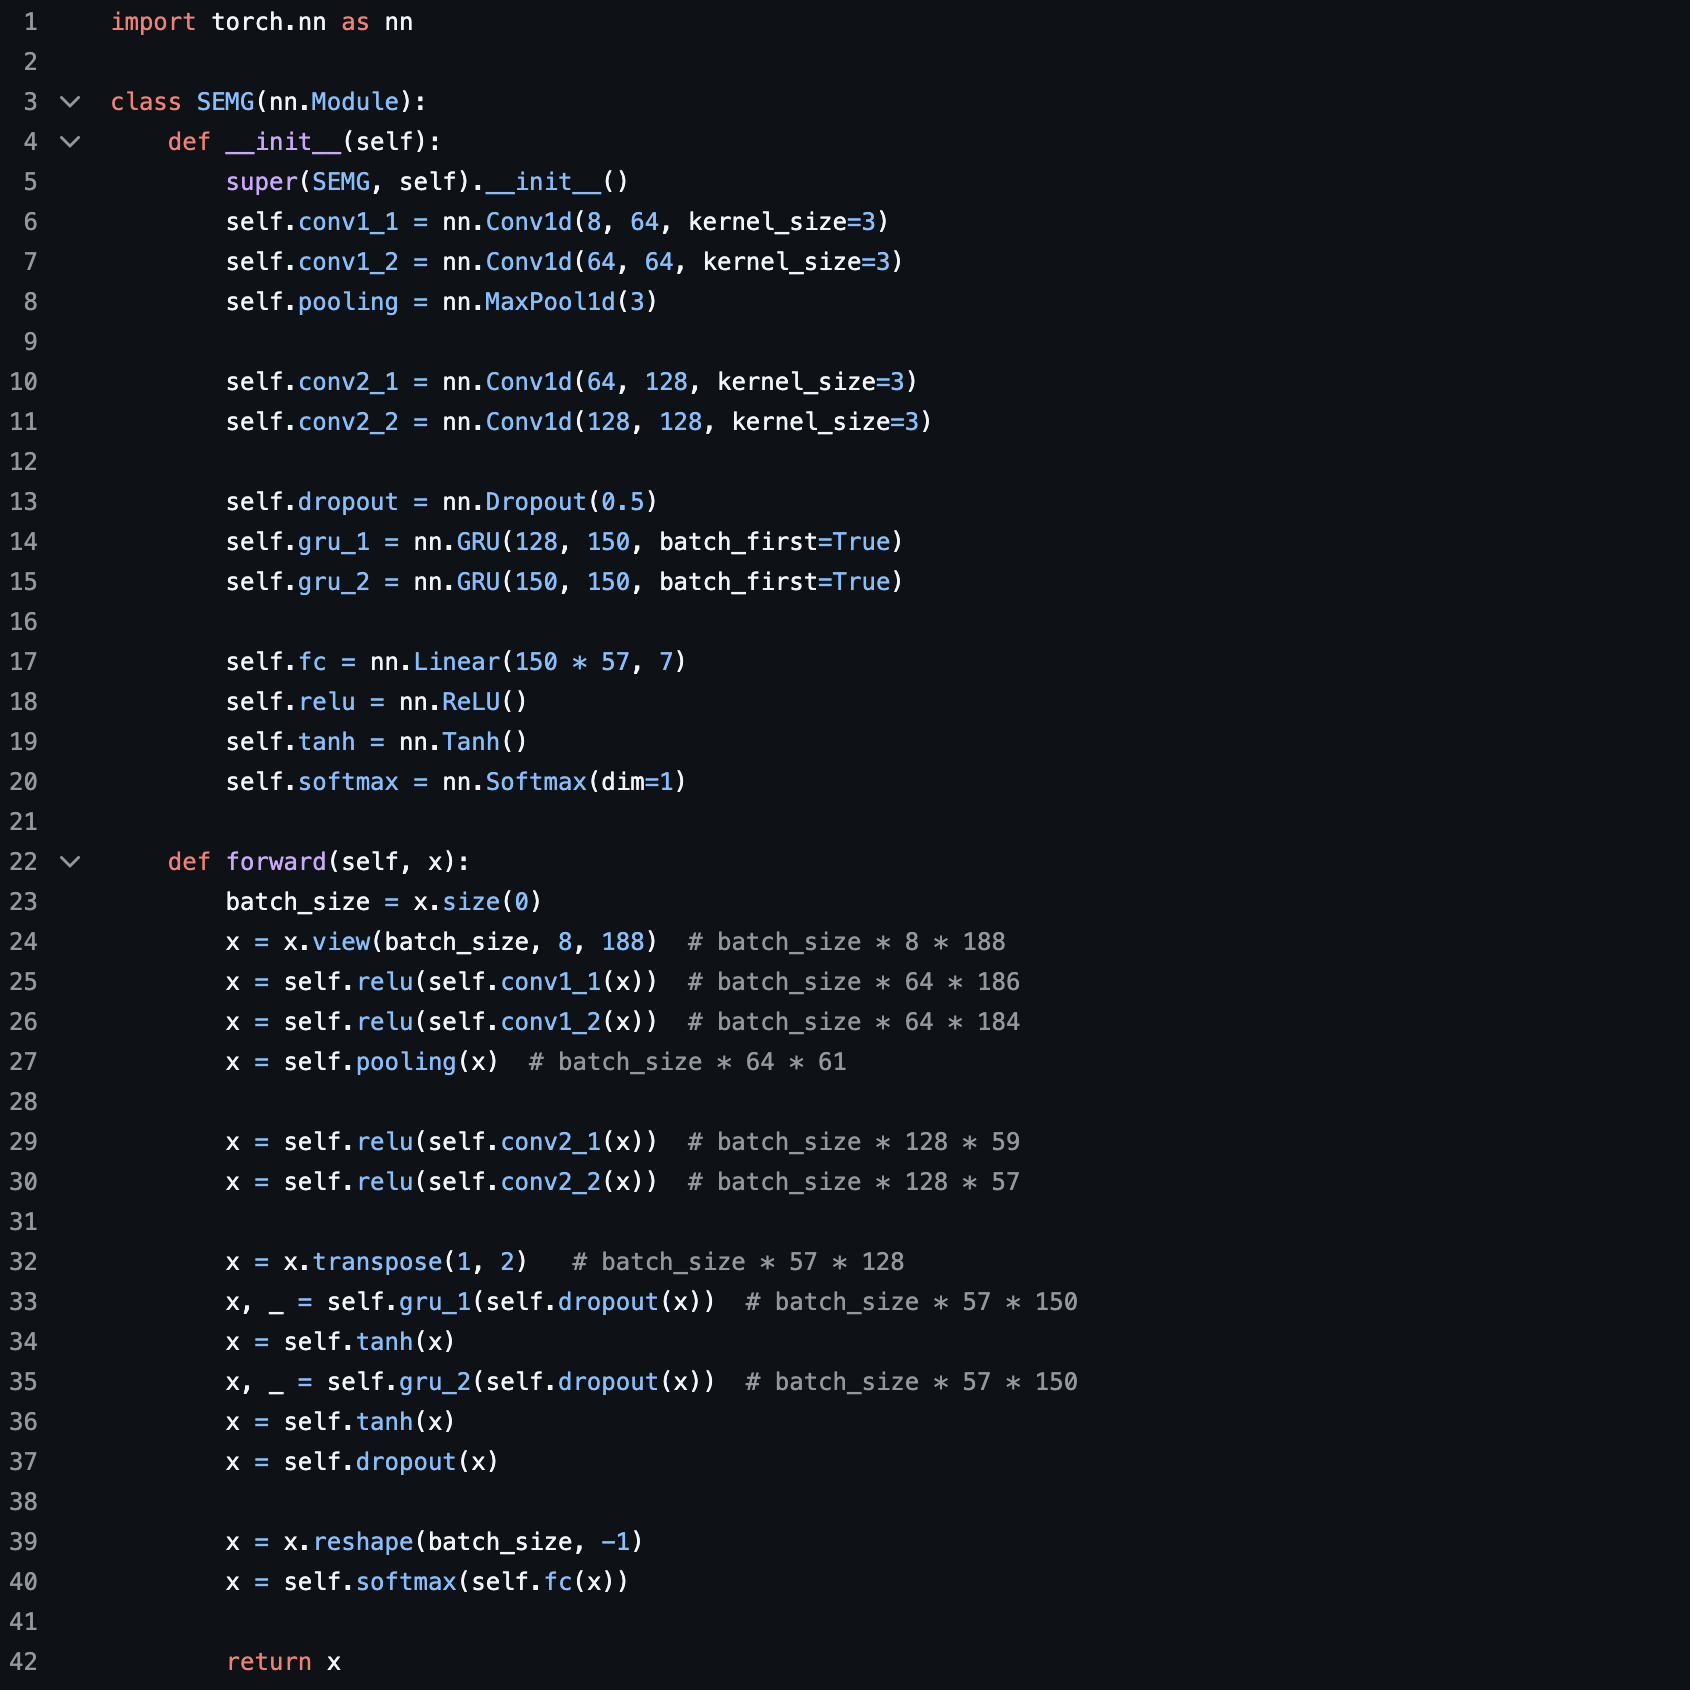 1 import torch.nn as nn
2
3 class SEMG(nn.Module):
4     def __init__(self):
5         super(SEMG, self).__init__()
6         self.conv1_1 = nn.Conv1d(8, 64, kernel_size=3)
7         self.conv1_2 = nn.Conv1d(64, 64, kernel_size=3)
8         self.pooling = nn.MaxPool1d(3)
9
10         self.conv2_1 = nn.Conv1d(64, 128, kernel_size=3)
11         self.conv2_2 = nn.Conv1d(128, 128, kernel_size=3)
12
13         self.dropout = nn.Dropout(0.5)
14         self.gru_1 = nn.GRU(128, 150, batch_first=True)
15         self.gru_2 = nn.GRU(150, 150, batch_first=True)
16
17         self.fc = nn.Linear(150 * 57, 7)
18         self.relu = nn.ReLU()
19         self.tanh = nn.Tanh()
20         self.softmax = nn.Softmax(dim=1)
21
22     def forward(self, x):
23         batch_size = x.size(0)
24         x = x.view(batch_size, 8, 188)  # batch_size * 8 * 188
25         x = self.relu(self.conv1_1(x))  # batch_size * 64 * 186
26         x = self.relu(self.conv1_2(x))  # batch_size * 64 * 184
27         x = self.pooling(x)  # batch_size * 64 * 61
28
29         x = self.relu(self.conv2_1(x))  # batch_size * 128 * 59
30         x = self.relu(self.conv2_2(x))  # batch_size * 128 * 57
31
32         x = x.transpose(1, 2)   # batch_size * 57 * 128
33         x, _ = self.gru_1(self.dropout(x))  # batch_size * 57 * 150
34         x = self.tanh(x)
35         x, _ = self.gru_2(self.dropout(x))  # batch_size * 57 * 150
36         x = self.tanh(x)
37         x = self.dropout(x)
38
39         x = x.reshape(batch_size, -1)
40         x = self.softmax(self.fc(x))
41
42         return x